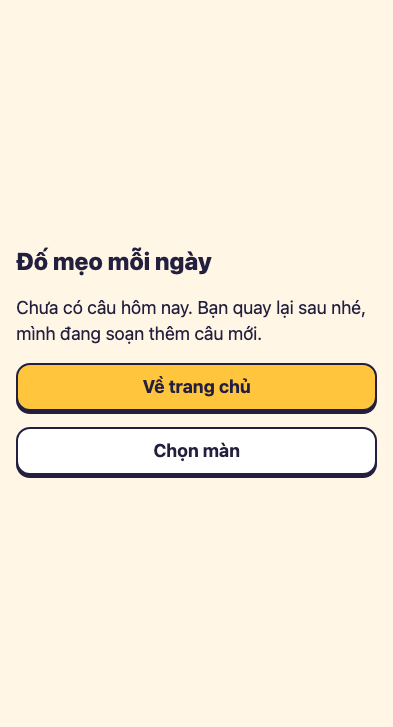 Đố mẹo mỗi ngày
Chưa có câu hôm nay. Bạn quay lại sau nhé,
mình đang soạn thêm câu mới.
Về trang chủ
Chọn màn